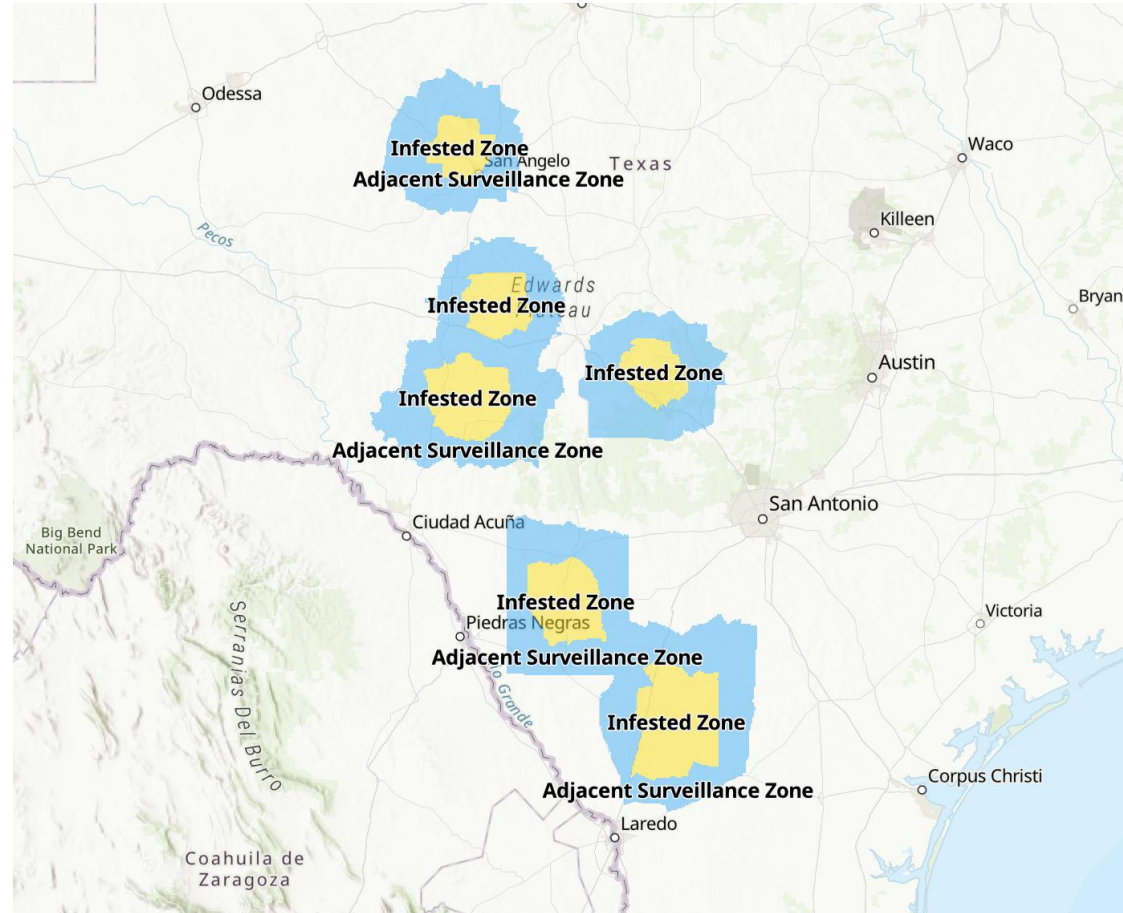 Odessa
Infested Zone
San Angelo
Texas
Waco
Adjacent Surveillance Zone
Killeen
Pecos
Edwards
Plateau
Infested Zone
Bryan
Infested Zone
Austin
Infested Zone
Adjacent Surveillance Zone
San Antonio
Ciudad Acuña
Big Bend
National Park
Infested Zone
Piedras Negras
Victoria
Serranias Del Burro
Adjacent Surveillance Zone
Rio Grande
Infested Zone
Corpus Christi
Adjacent Surveillance Zone
Laredo
Coahuila de
Zaragoza